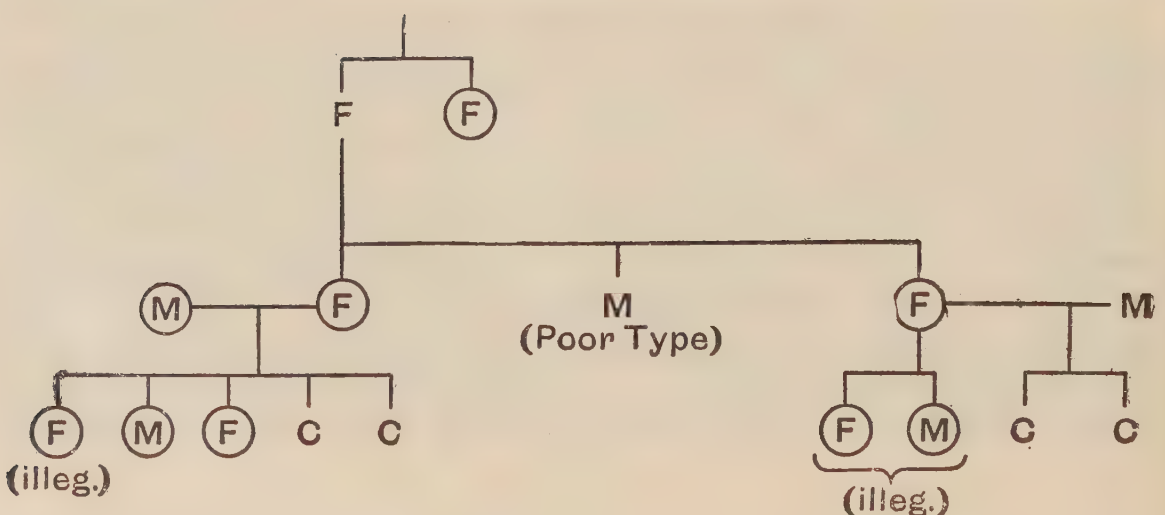 F F
M F M F M
(Poor Type)
F M F C C F M C C
(illeg.)
(illeg.)